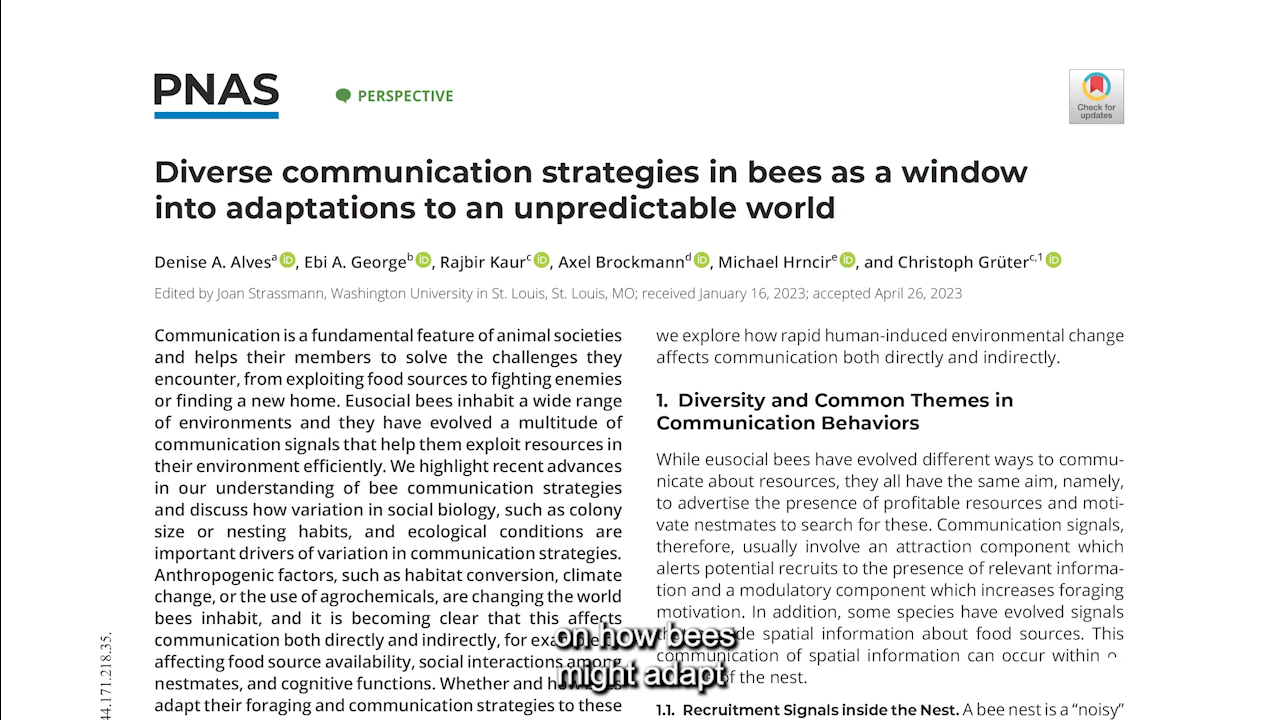 PNAS
PERSPECTIVE
Check for
updates
Diverse communication strategies in bees as a window
into adaptations to an unpredictable world
Denise A. Alvesᵃ, Ebi A. Georgeᵇ, Rajbir Kaurᶜ, Axel Brockmannᵈ, Michael Hrncirᵉ, and Christoph Grüterᶜ,¹
Edited by Joan Strassmann, Washington University in St. Louis, St. Louis, MO; received January 16, 2023; accepted April 26, 2023
Communication is a fundamental feature of animal societies
and helps their members to solve the challenges they
encounter, from exploiting food sources to fighting enemies
or finding a new home. Eusocial bees inhabit a wide range
of environments and they have evolved a multitude of
communication signals that help them exploit resources in
their environment efficiently. We highlight recent advances
in our understanding of bee communication strategies
and discuss how variation in social biology, such as colony
size or nesting habits, and ecological conditions are
important drivers of variation in communication strategies.
Anthropogenic factors, such as habitat conversion, climate
change, or the use of agrochemicals, are changing the world
bees inhabit, and it is becoming clear that this affects
communication both directly and indirectly, for
affecting food source availability, social interactions among
nestmates, and cognitive functions. Whether and
adapt their foraging and communication strategies to these
we explore how rapid human-induced environmental change
affects communication both directly and indirectly.
1. Diversity and Common Themes in
Communication Behaviors
While eusocial bees have evolved different ways to commu-
nicate about resources, they all have the same aim, namely,
to advertise the presence of profitable resources and moti-
vate nestmates to search for these. Communication signals,
therefore, usually involve an attraction component which
alerts potential recruits to the presence of relevant informa-
tion and a modulatory component which increases foraging
motivation. In addition, some species have evolved signals
spatial information about food sources. This
communication of spatial information can occur within
of the nest.
1.1. Recruitment Signals inside the Nest. A bee nest is a “noisy”
44.171.218.35.
on how bees
might adapt